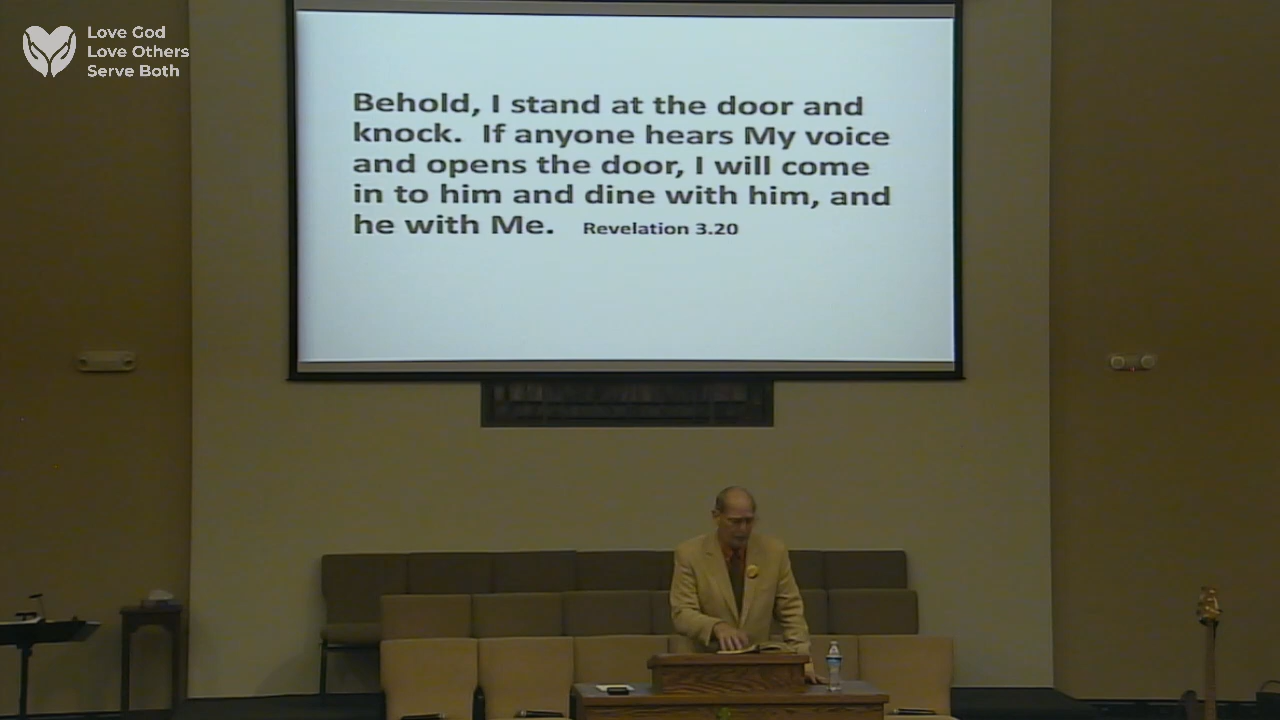 Love God
Love Others
Serve Both
Behold, I stand at the door and
knock.  If anyone hears My voice
and opens the door, I will come
in to him and dine with him, and
he with Me.   Revelation 3.20